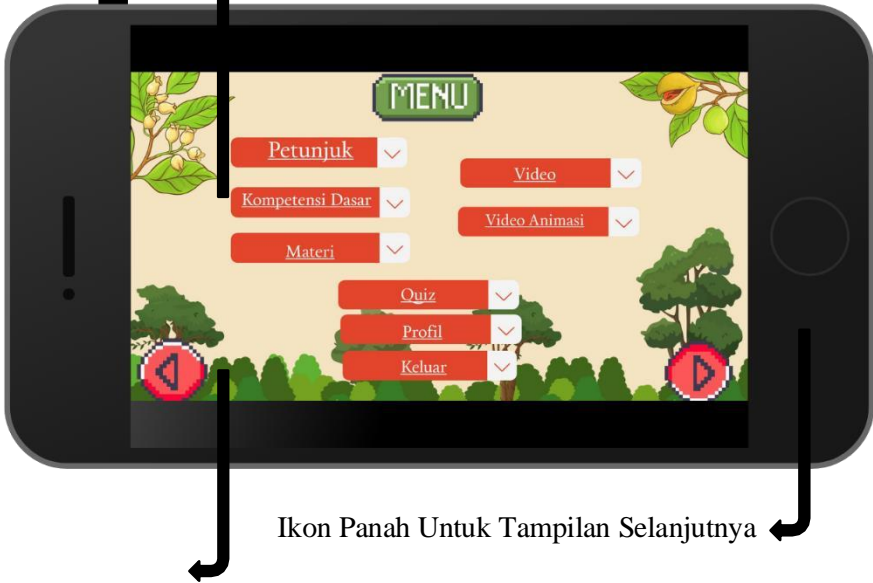 MENU
Petunjuk
Kompetensi Dasar
Materi
Video
Video Animasi
Quiz
Profil
Keluar
Ikon Panah Untuk Tampilan Selanjutnya